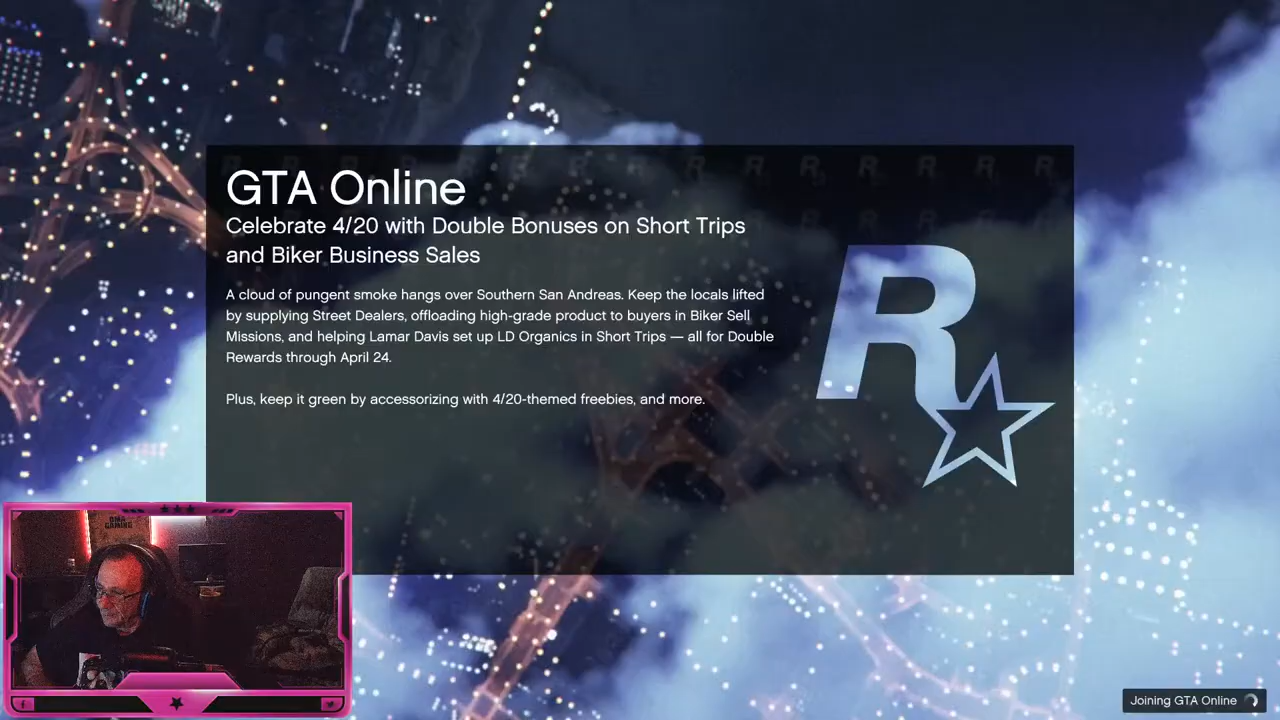 GTA Online
Celebrate 4/20 with Double Bonuses on Short Trips
and Biker Business Sales
A cloud of pungent smoke hangs over Southern San Andreas. Keep the locals lifted
by supplying Street Dealers, offloading high-grade product to buyers in Biker Sell
Missions, and helping Lamar Davis set up LD Organics in Short Trips — all for Double
Rewards through April 24.
Plus, keep it green by accessorizing with 4/20-themed freebies, and more.
R
OMA
GAMING
Joining GTA Online